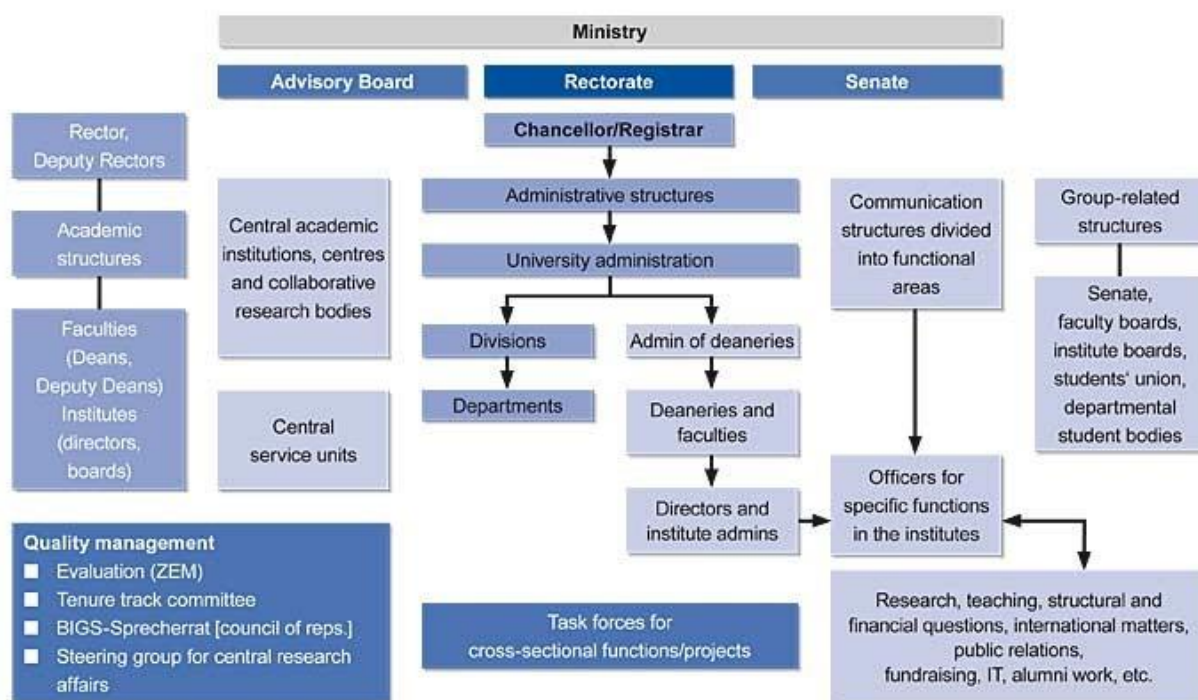 Ministry
Advisory Board
Rectorate
Senate
Rector,
Deputy Rectors
Academic
structures
Faculties
(Deans,
Deputy Deans)
Institutes
(directors,
boards)
Central academic
institutions, centres
and collaborative
research bodies
Central
service units
Chancellor/Registrar
Administrative structures
University administration
Divisions
Departments
Admin of deaneries
Deaneries and
faculties
Directors and
institute admins
Communication
structures divided
into functional
areas
Officers for
specific functions
in the institutes
Group-related
structures
Senate,
faculty boards,
institute boards,
students‘ union,
departmental
student bodies
Quality management
Evaluation (ZEM)
Tenure track committee
BIGS-Sprecherrat [council of reps.]
Steering group for central research
affairs
Task forces for
cross-sectional functions/projects
Research, teaching, structural and
financial questions, international matters,
public relations,
fundraising, IT, alumni work, etc.